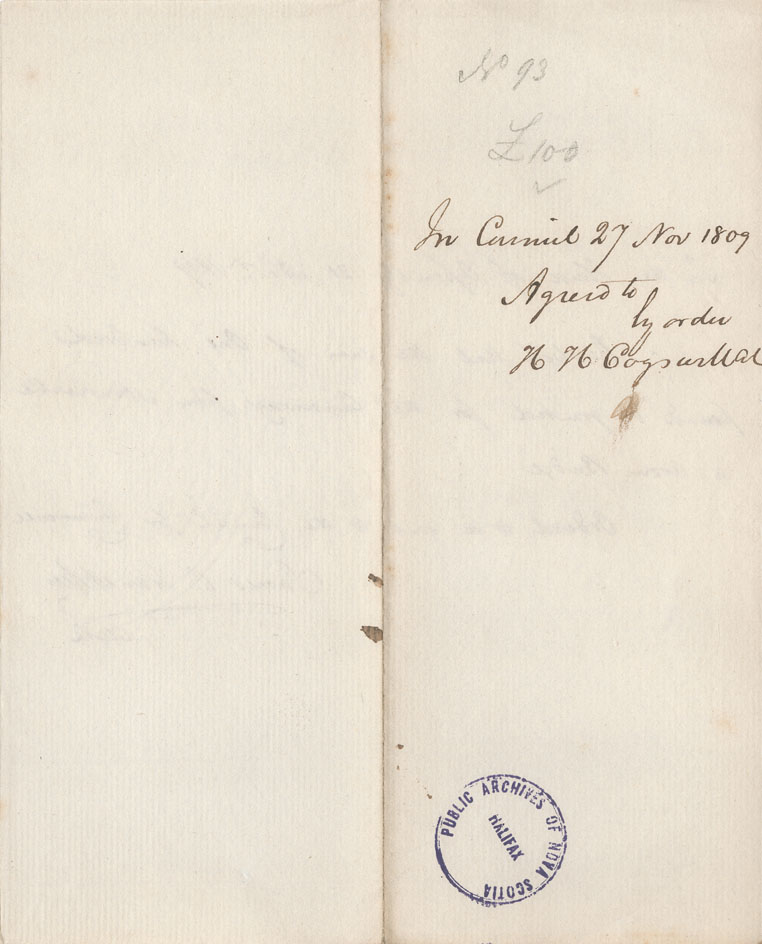 No 93
£100
In Council 27 Nov 1809
Agreed to
by order
H H Cogswell
PUBLIC ARCHIVES OF NOVA SCOTIA
HALIFAX